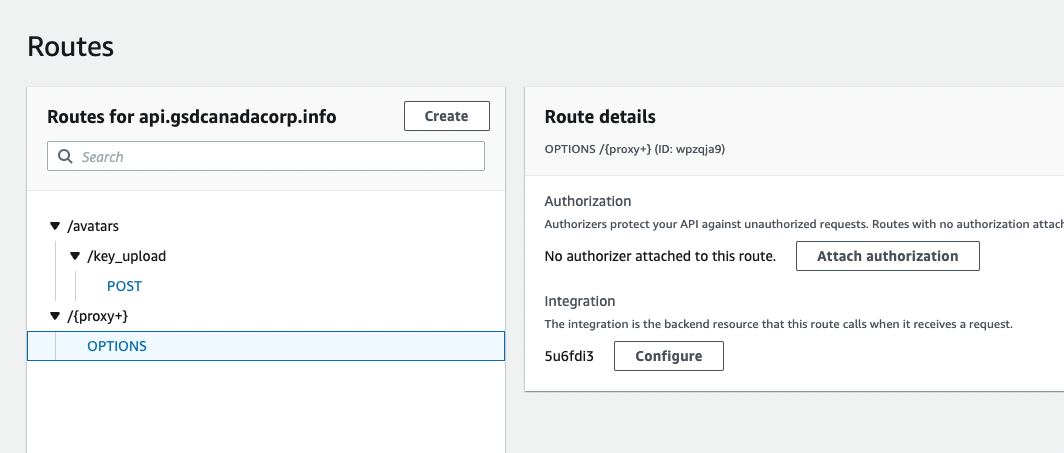 Routes
Routes for api.gsdcanadacorp.info
Create
Search
/avatars
/key_upload
POST
/{proxy+}
OPTIONS
Route details
OPTIONS /{proxy+} (ID: wpzqja9)
Authorization
Authorizers protect your API against unauthorized requests. Routes with no authorization attach
No authorizer attached to this route.
Attach authorization
Integration
The integration is the backend resource that this route calls when it receives a request.
5u6fdi3
Configure